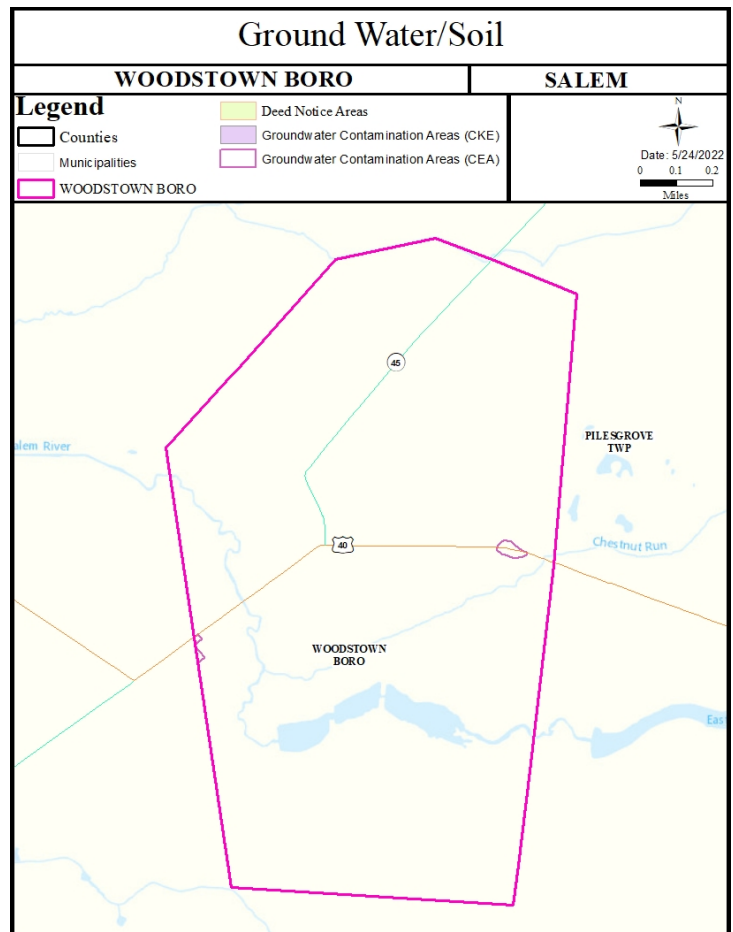 Ground Water/Soil
WOODSTOWN BORO
SALEM
Legend
Counties
Municipalities
WOODSTOWN BORO
Deed Notice Areas
Groundwater Contamination Areas (CKE)
Groundwater Contamination Areas (CEA)
N
Date: 5/24/2022
0 0.1 0.2
Miles
45
PILESGROVE
TWP
alem River
40
Chestnut Run
WOODSTOWN
BORO
East